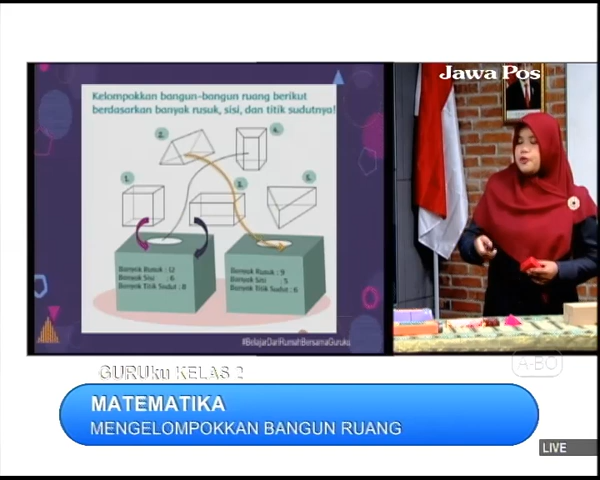 Jawa Pos
Kelompokkan bangun-bangun ruang berikut
berdasarkan banyak rusuk, sisi, dan titik sudutnya!
2.
4.
1.
3.
5.
Banyak Rusuk : 12
Banyak Sisi : 6
Banyak Titik Sudut : 8
Banyak Rusuk : 9
Banyak Sisi : 5
Banyak Titik Sudut : 6
#BelajarDariRumahBersamaGuruku
A-BO
GURUku KELAS 2
MATEMATIKA
MENGELOMPOKKAN BANGUN RUANG
LIVE